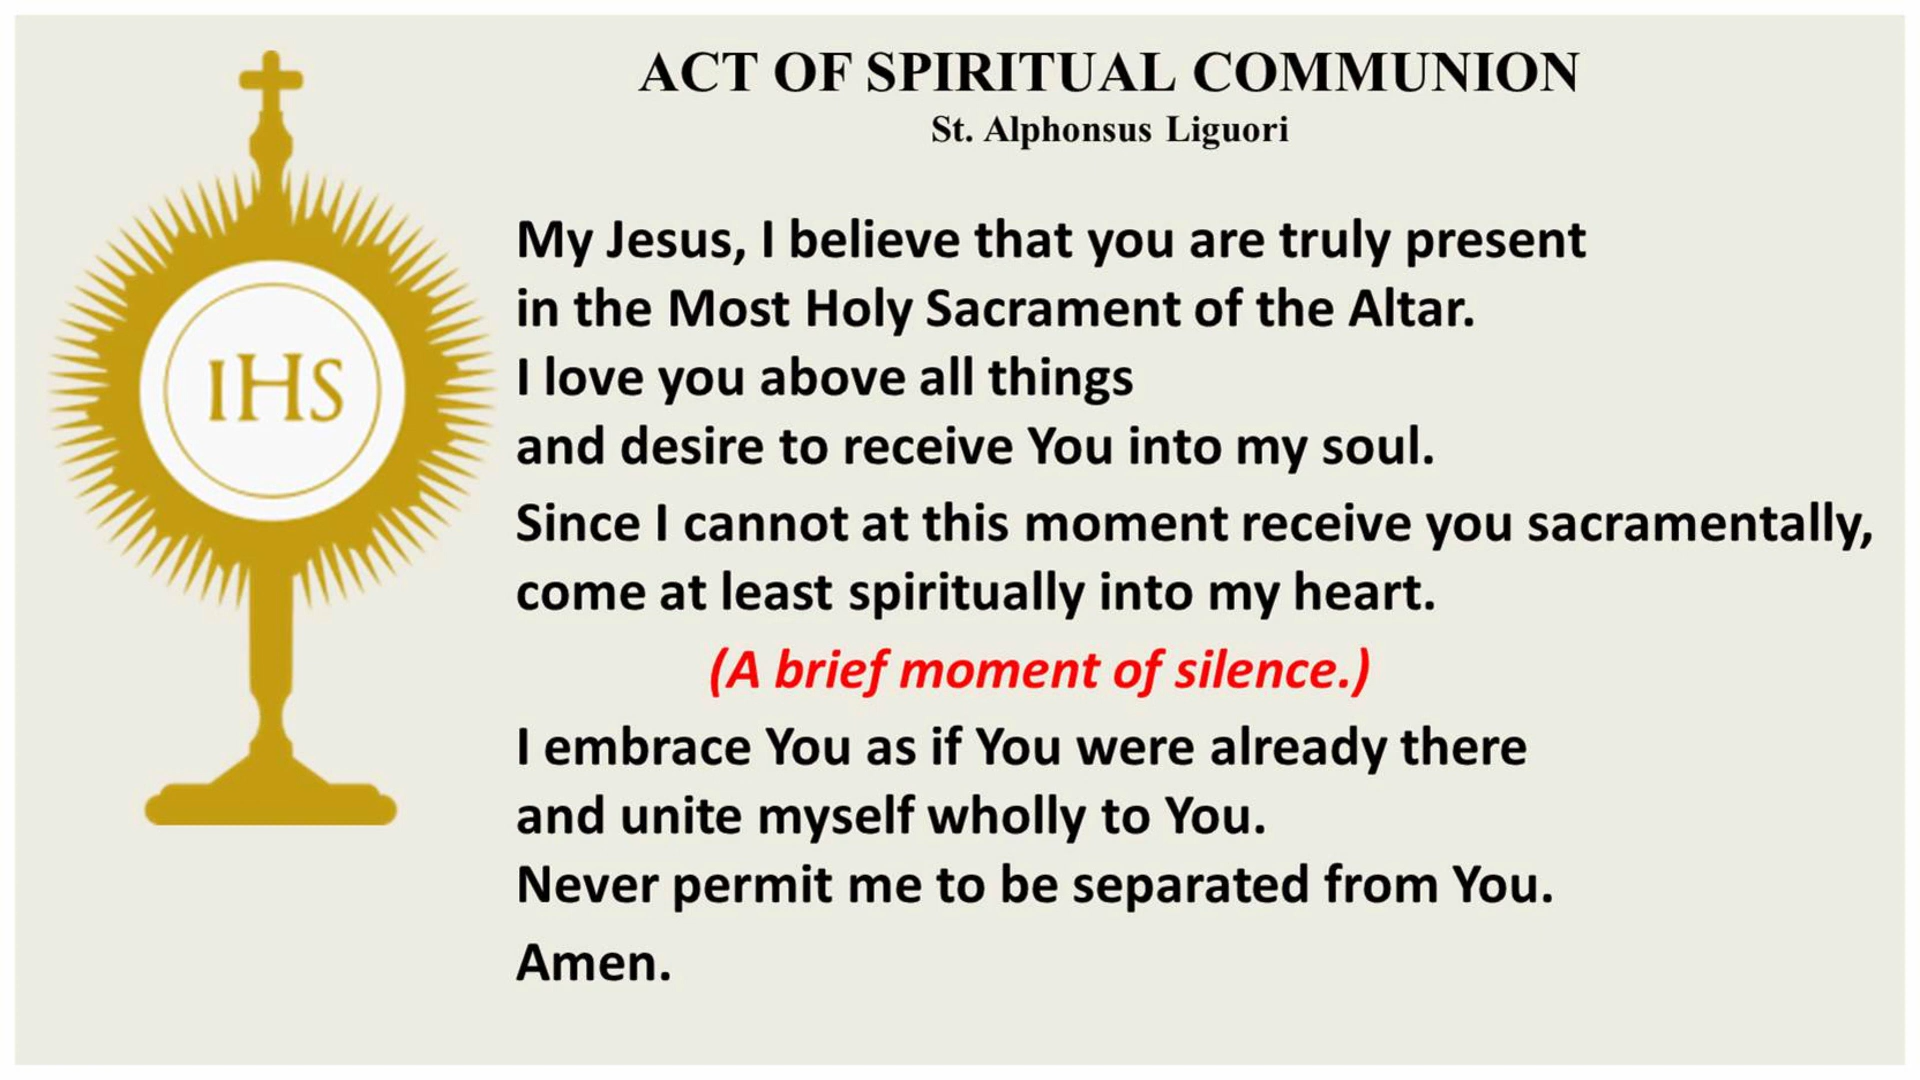 ACT OF SPIRITUAL COMMUNION
St. Alphonsus Liguori
IHS
My Jesus, I believe that you are truly present
in the Most Holy Sacrament of the Altar.
I love you above all things
and desire to receive You into my soul.
Since I cannot at this moment receive you sacramentally,
come at least spiritually into my heart.
(A brief moment of silence.)
I embrace You as if You were already there
and unite myself wholly to You.
Never permit me to be separated from You.
Amen.